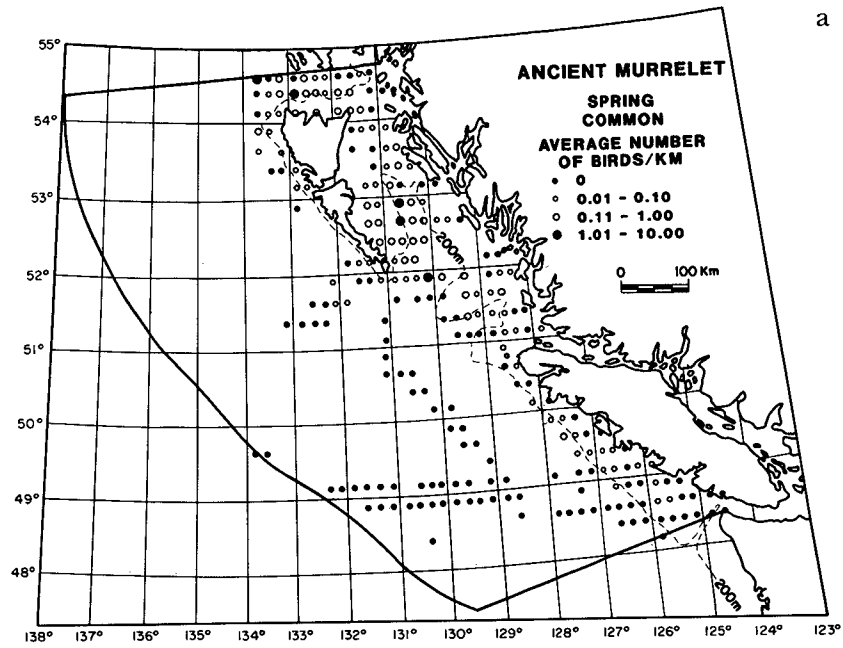 a
ANCIENT MURRELET
SPRING
COMMON
AVERAGE NUMBER
OF BIRDS/KM
0
0.01 - 0.10
0.11 - 1.00
1.01 - 10.00
0 100 Km
55°
54°
53°
52°
51°
50°
49°
48°
200m
200m
138° 137° 136° 135° 134° 133° 132° 131° 130° 129° 128° 127° 126° 125° 124° 123°